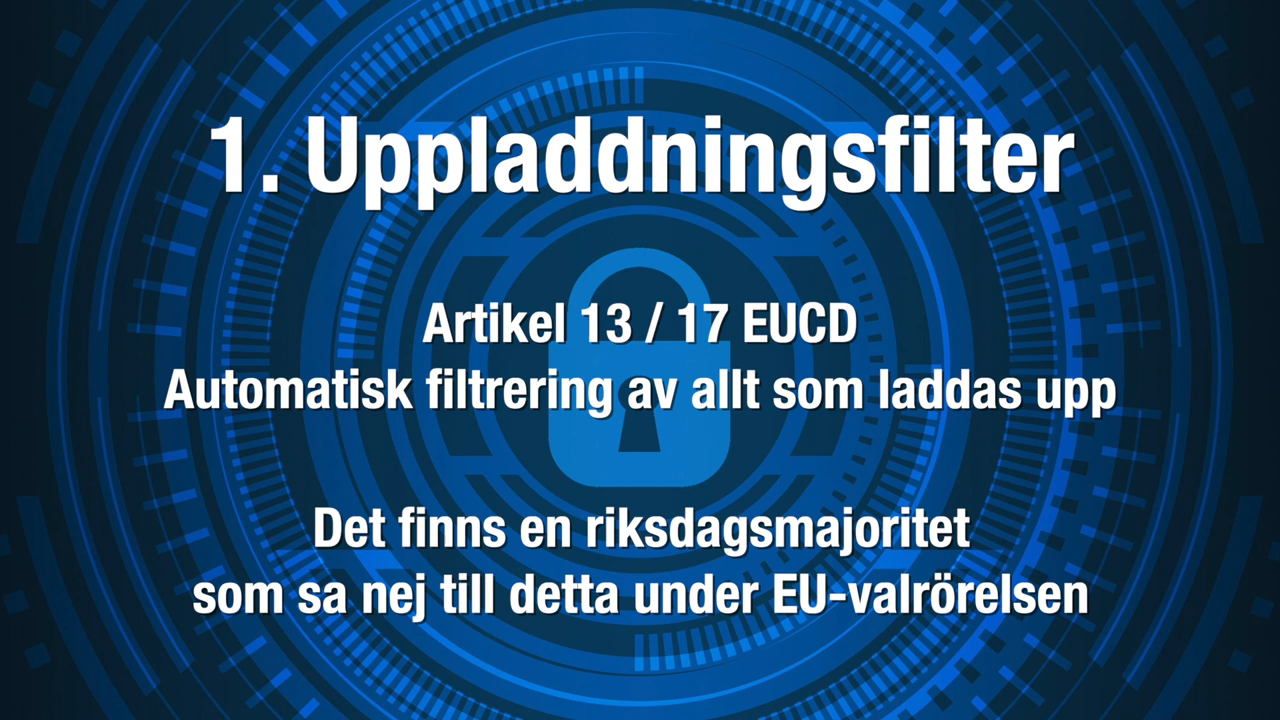 1. Uppladdningsfilter
Artikel 13 / 17 EUCD
Automatisk filtrering av allt som laddas upp
Det finns en riksdagsmajoritet
som sa nej till detta under EU-valrörelsen